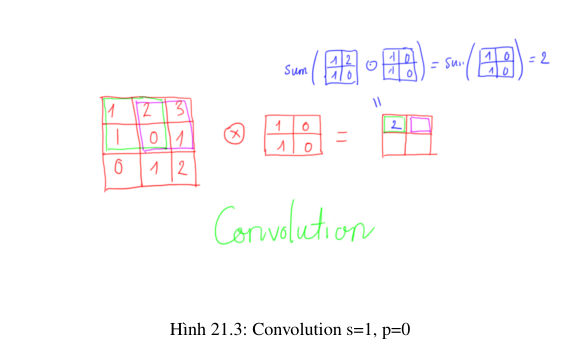 sum( 1 2 1 0 ⊙ 1 0 1 0 ) = sum( 1 0 1 0 ) = 2
=
1 2 3
1 0 1
0 1 2
⊗
1 0
1 0
=
2
Convolution
Hình 21.3: Convolution s=1, p=0